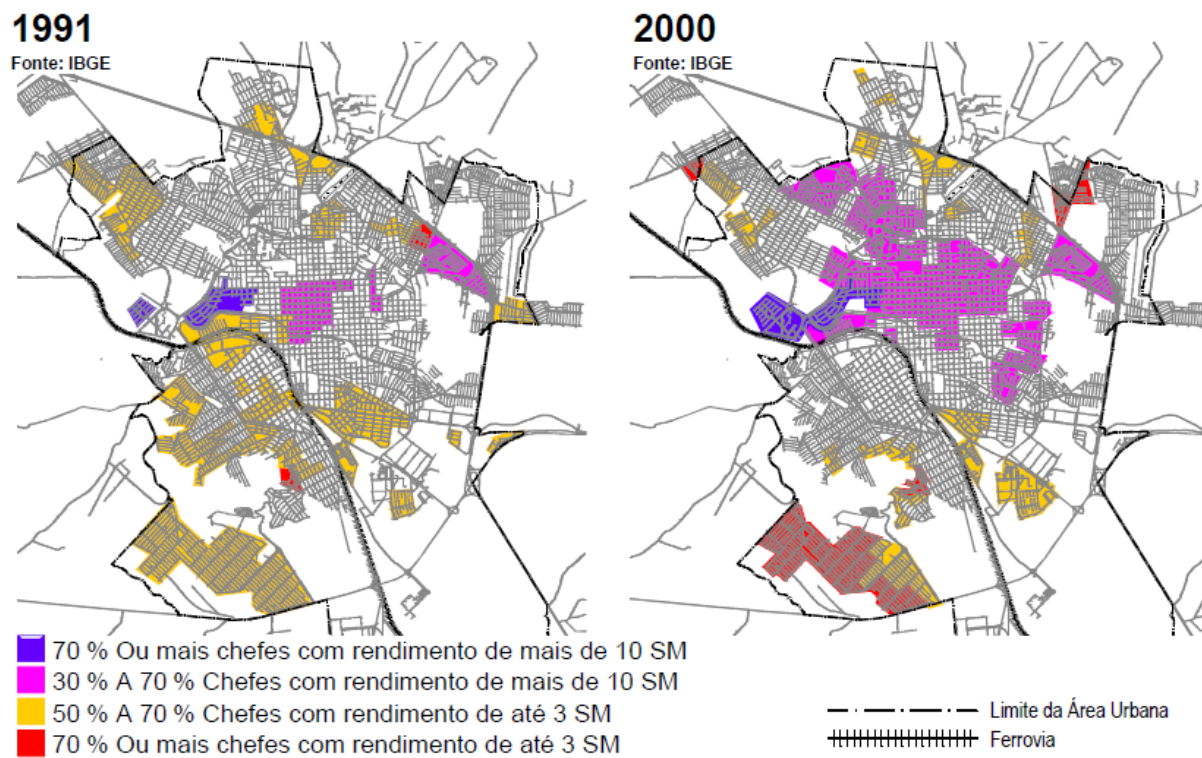 1991
Fonte: IBGE
2000
Fonte: IBGE
70 % Ou mais chefes com rendimento de mais de 10 SM
30 % A 70 % Chefes com rendimento de mais de 10 SM
50 % A 70 % Chefes com rendimento de até 3 SM
70 % Ou mais chefes com rendimento de até 3 SM
Limite da Área Urbana
Ferrovia